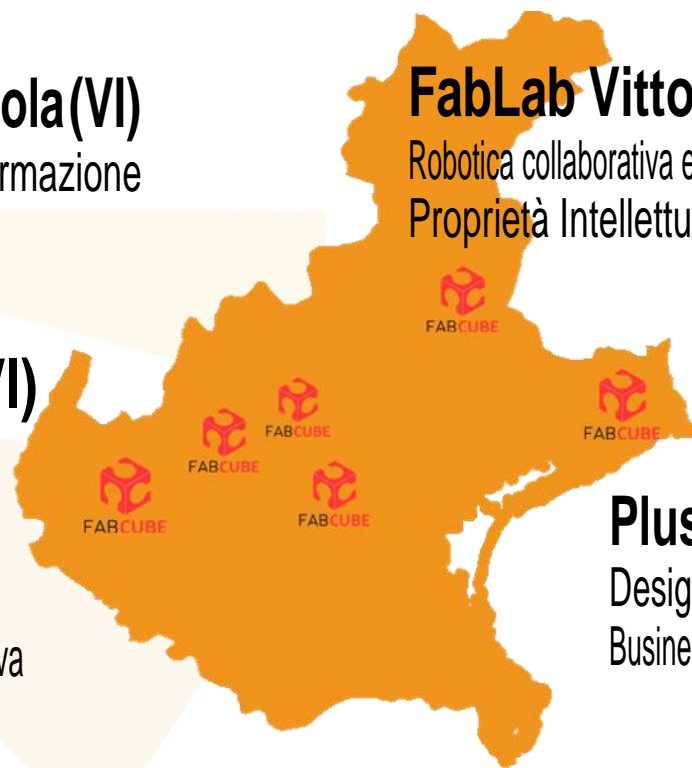 ola (VI)
rmazione
FabLab Vitto
Robotica collaborativa e
Proprietà Intellettu
FABCUBE
VI)
FABCUBE
FABCUBE
FABCUBE
FABCUBE
FABCUBE
Plus
Desig
Busine
va